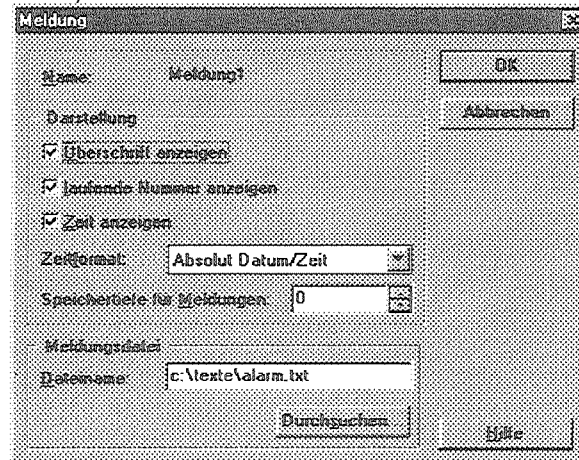 Meldung
Name: Meldung1
OK
Abbrechen
Darstellung
Überschrift anzeigen
laufende Nummer anzeigen
Zeit anzeigen
Zeitformat: Absolut Datum/Zeit
Speichertiefe für Meldungen: 0
Meldungsdatei
Dateiname: c:\texte\alarm.txt
Durchsuchen...
Hilfe